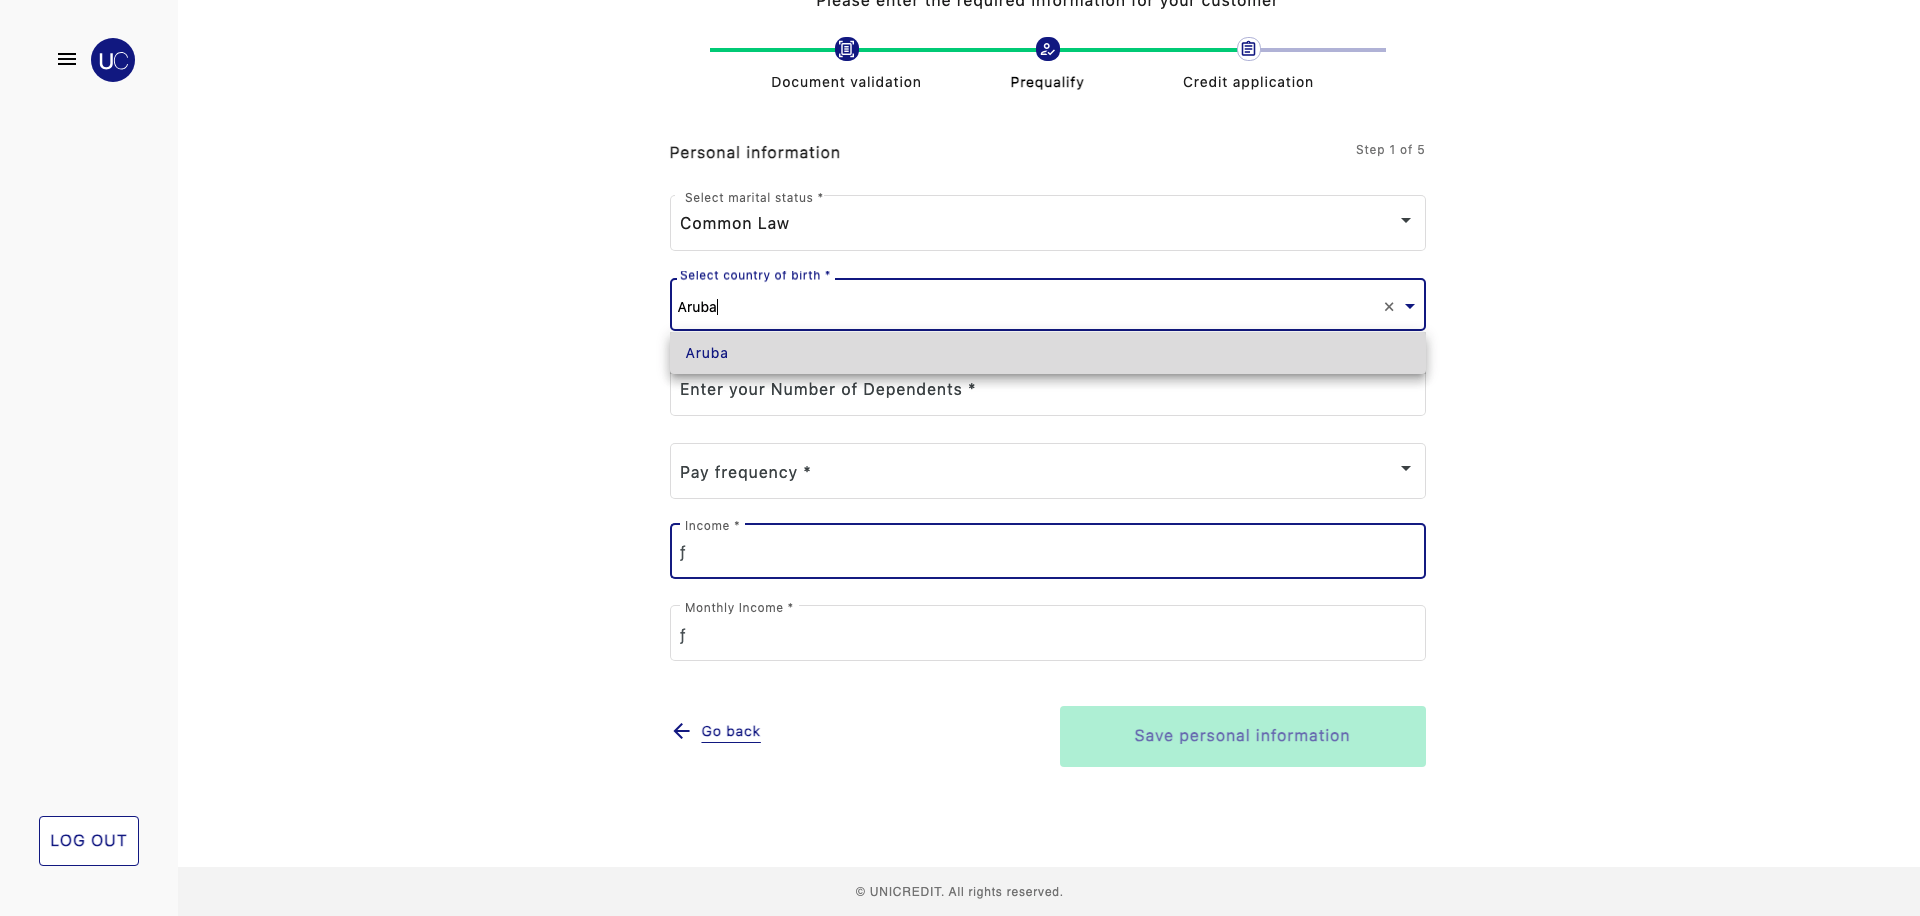 Please enter the required information for your customer
UC
Document validation
Prequalify
Credit application
Personal information
Step 1 of 5
Select marital status *
Common Law
Select country of birth *
Aruba
Aruba
Enter your Number of Dependents *
Pay frequency *
Income *
ƒ
Monthly Income *
ƒ
Go back
Save personal information
LOG OUT
© UNICREDIT. All rights reserved.